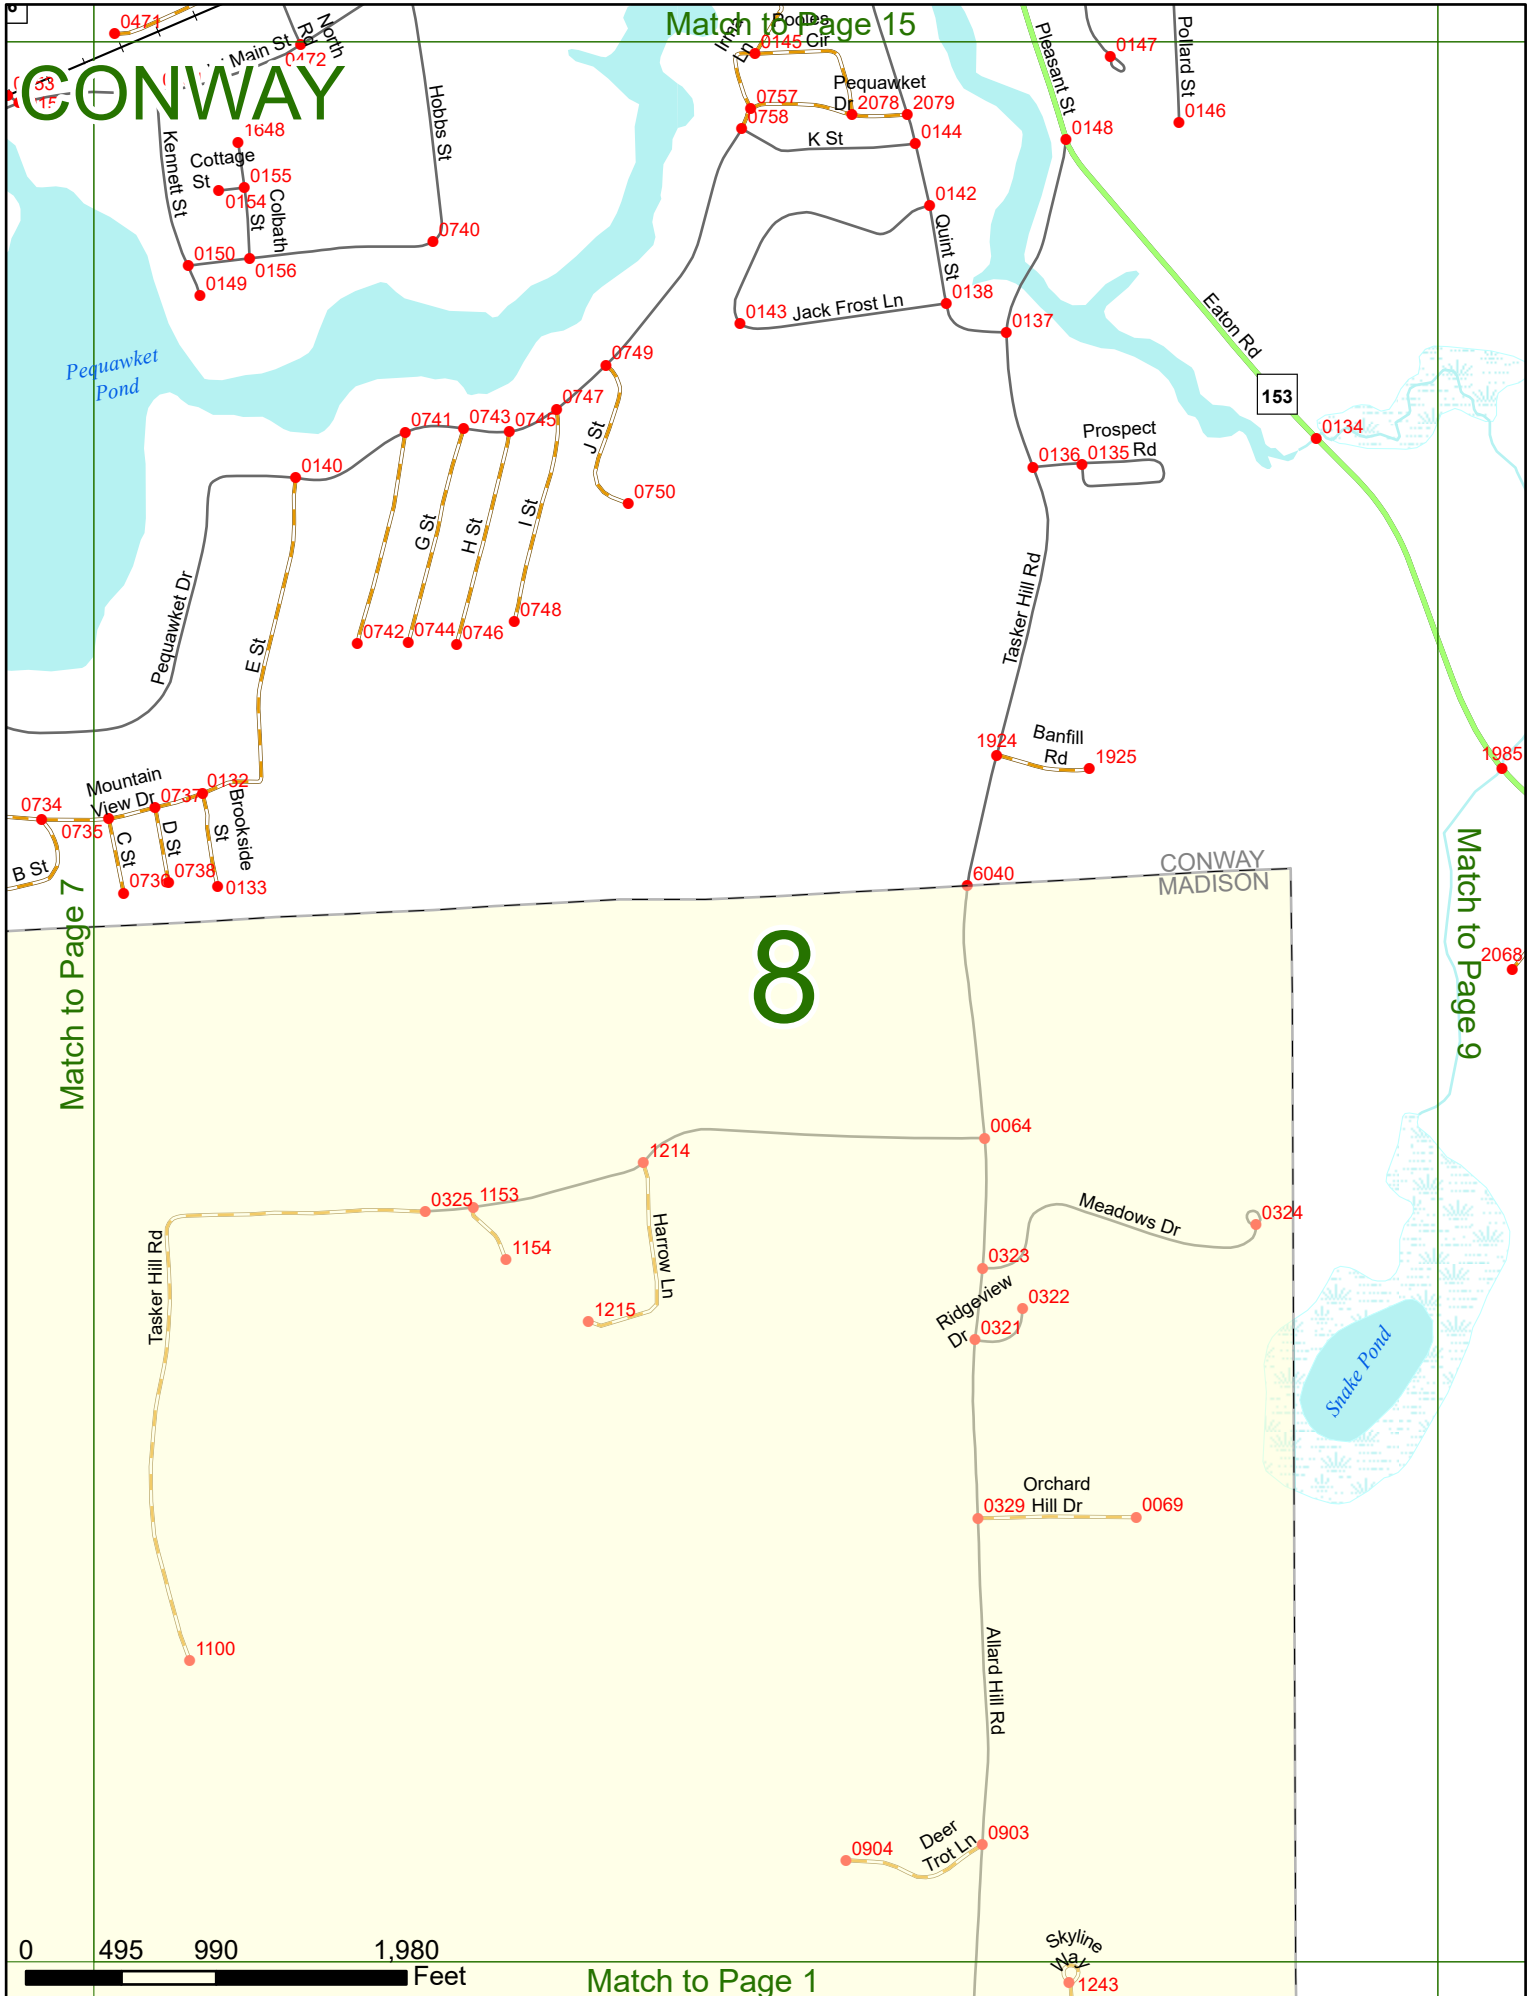 Match to Page 15
CONWAY
0471
Main St
North
Rd
0472
Irma
Ln
Pooles
Cir
0145
Pequawket
Dr
0757
0758
2078
2079
0144
K St
Pleasant St
0147
Pollard St
0146
0148
Hobbs St
Kennett St
1648
Cottage
St
0155
0154
Colbath
St
0740
0150
0156
0149
0142
Quint St
0138
0143
Jack Frost Ln
0137
Eaton Rd
153
0134
Pequawket
Pond
0749
0747
0741
0743
0745
J St
0140
0750
Prospect
Rd
0136
0135
G St
H St
I St
0748
0742
0744
0746
Pequawket Dr
E St
Tasker Hill Rd
1924
Banfill
Rd
1925
1985
Mountain
View Dr
0132
0737
0734
0735
C St
D St
Brookside
St
B St
0738
0133
6040
CONWAY
MADISON
Match to Page 7
8
Match to Page 9
2068
0064
1214
0325
1153
1154
Harrow Ln
1215
Tasker Hill Rd
Meadows Dr
0324
0323
Ridgeview
Dr
0322
0321
Snake Pond
Orchard
Hill Dr
0329
0069
1100
Allard Hill Rd
Deer
Trot Ln
0903
0904
Skyline
Way
1243
0 495 990 1,980
Feet
Match to Page 1